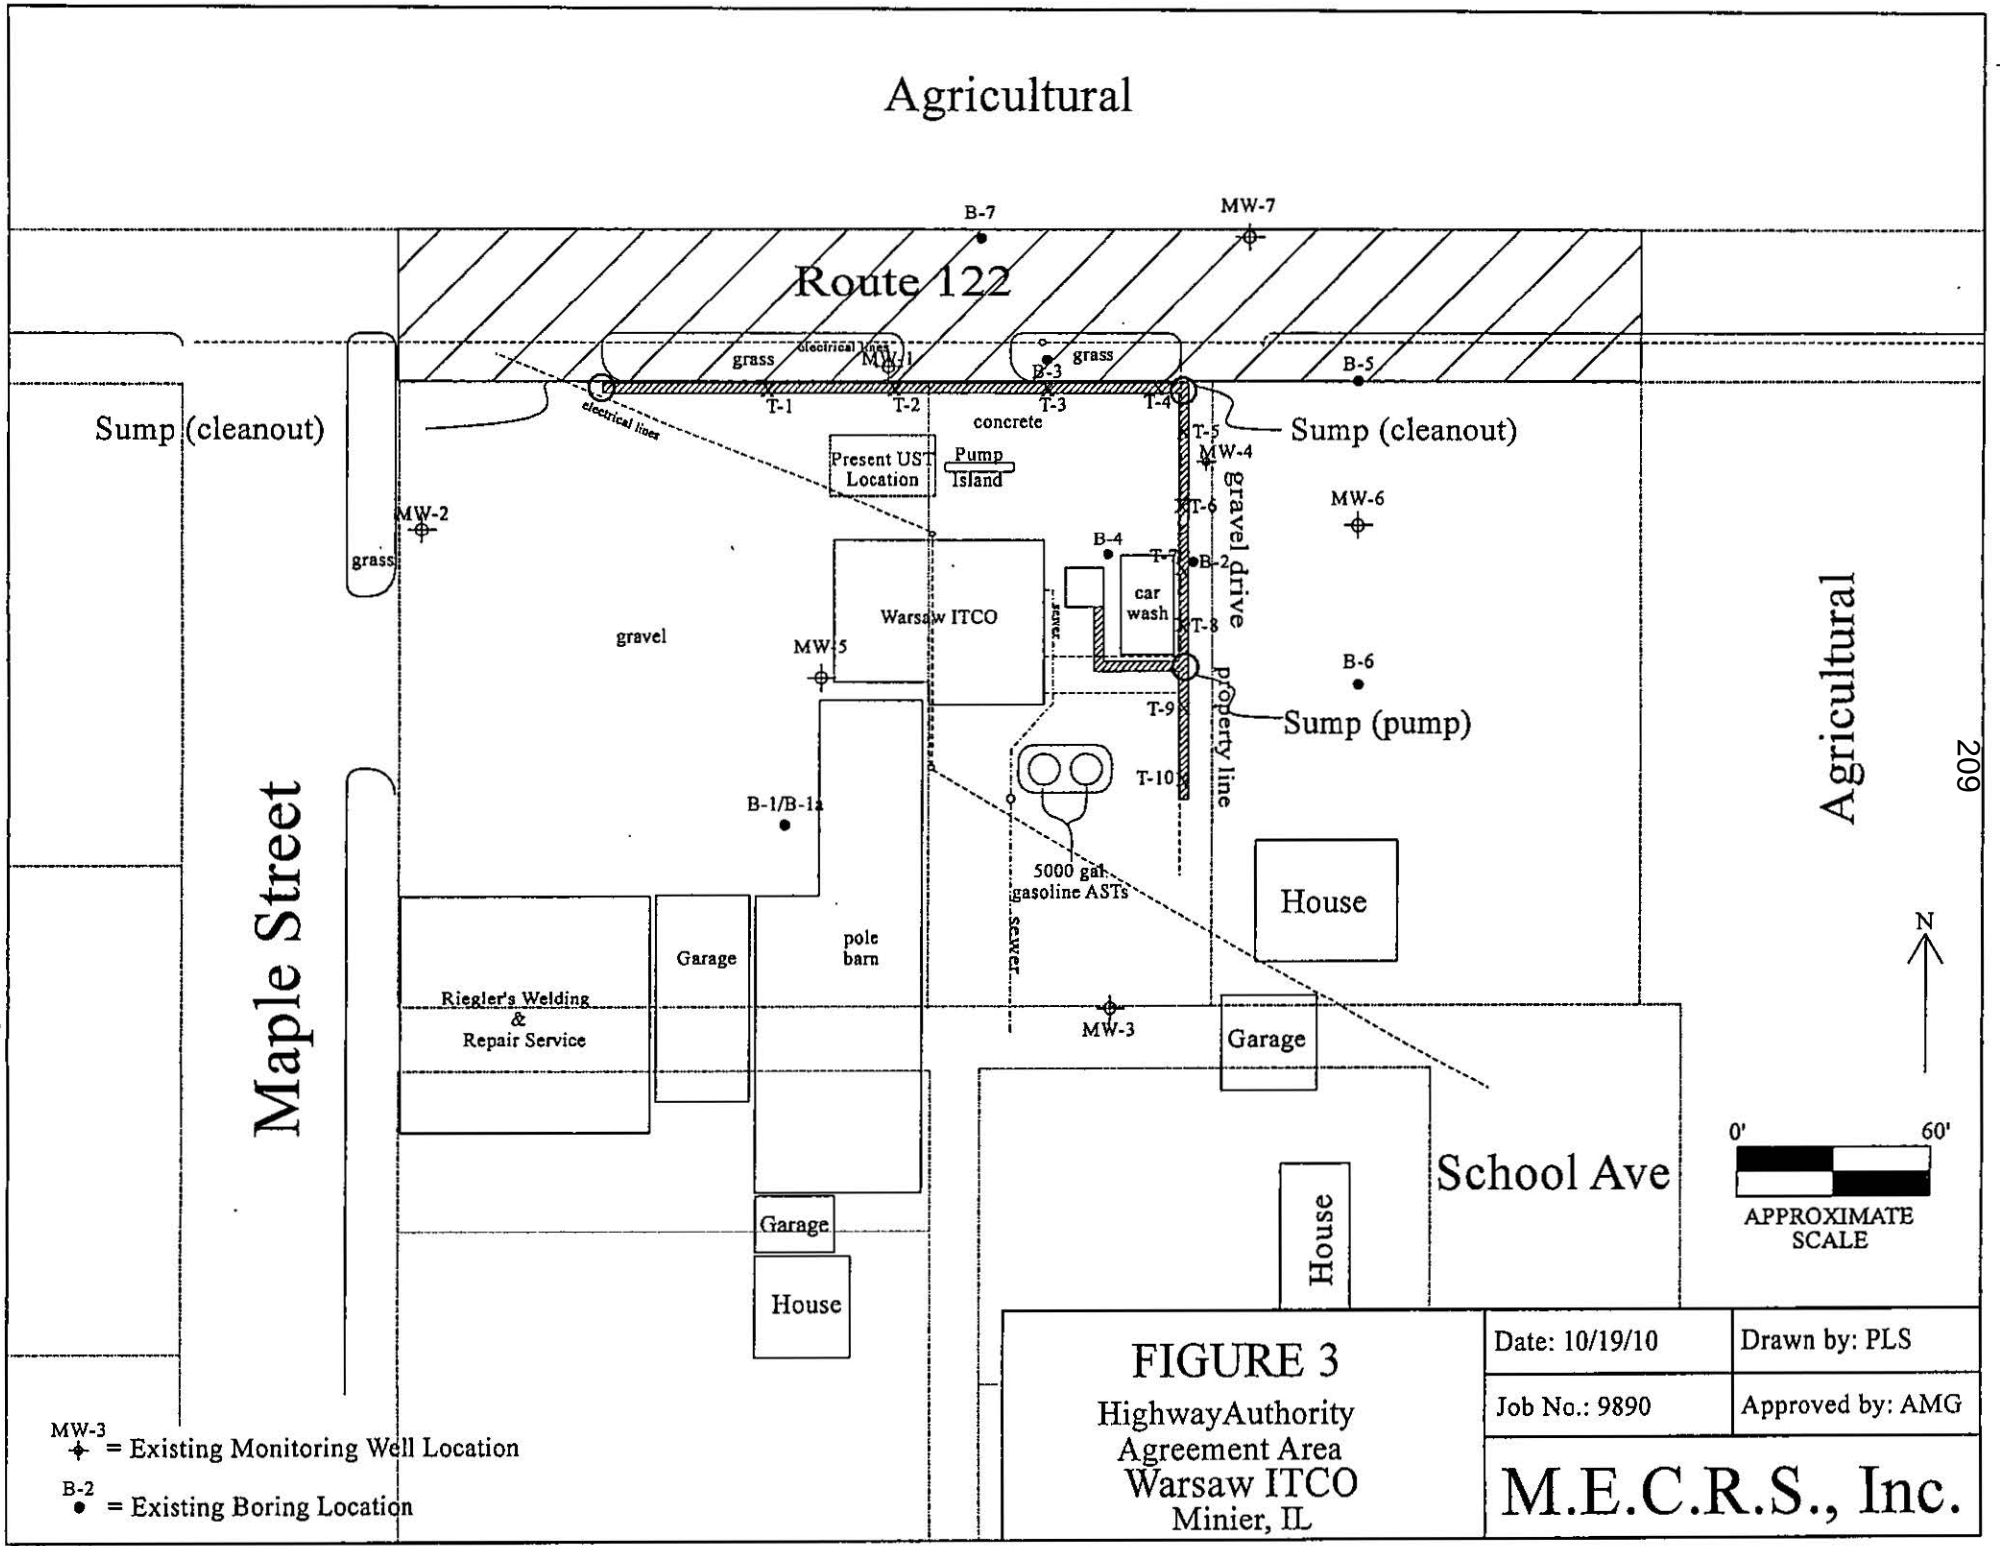 Agricultural
B-7
MW-7
Route 122
electrical lines
grass
MW-1
grass
B-3
B-5
T-1
T-2
T-3
T-4
electrical lines
concrete
Sump (cleanout)
Sump (cleanout)
T-5
MW-4
Present UST
Location
Pump
Island
gravel drive
MW-2
T-6
MW-6
grass
B-4
T-7
B-2
car
wash
Warsaw ITCO
sewer
T-8
gravel
MW-5
B-6
property line
T-9
Sump (pump)
T-10
Agricultural
209
B-1/B-1a
5000 gal.
gasoline ASTs
sewer
House
Maple Street
pole
barn
Garage
N
Riegler's Welding
&
Repair Service
MW-3
Garage
0' 60'
APPROXIMATE
SCALE
School Ave
House
Garage
House
FIGURE 3
HighwayAuthority
Agreement Area
Warsaw ITCO
Minier, IL
Date: 10/19/10
Drawn by: PLS
Job No.: 9890
Approved by: AMG
M.E.C.R.S., Inc.
MW-3
= Existing Monitoring Well Location
B-2
= Existing Boring Location